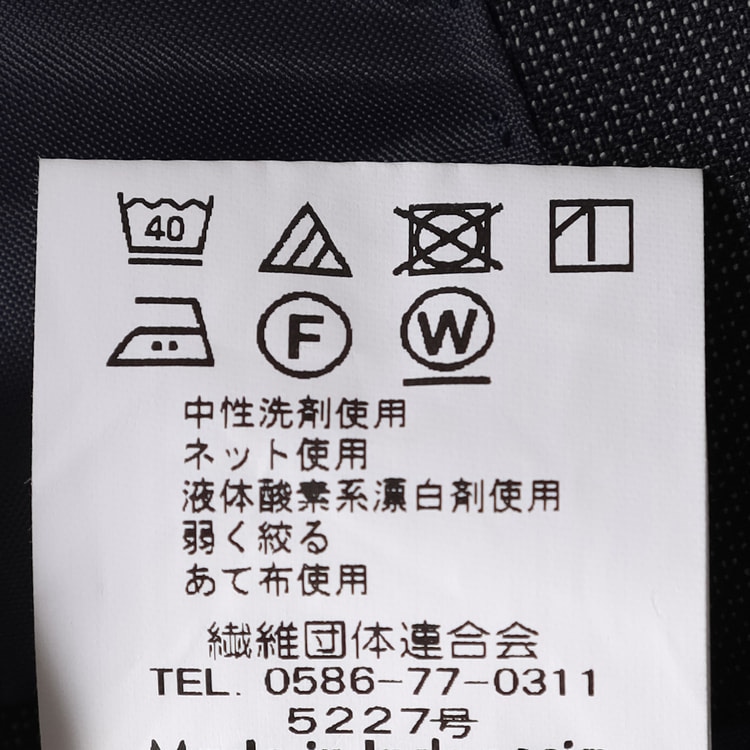 40
F W
中性洗剤使用
ネット使用
液体酸素系漂白剤使用
弱く絞る
あて布使用
繊維団体連合会
TEL. 0586-77-0311
5227号
Made in